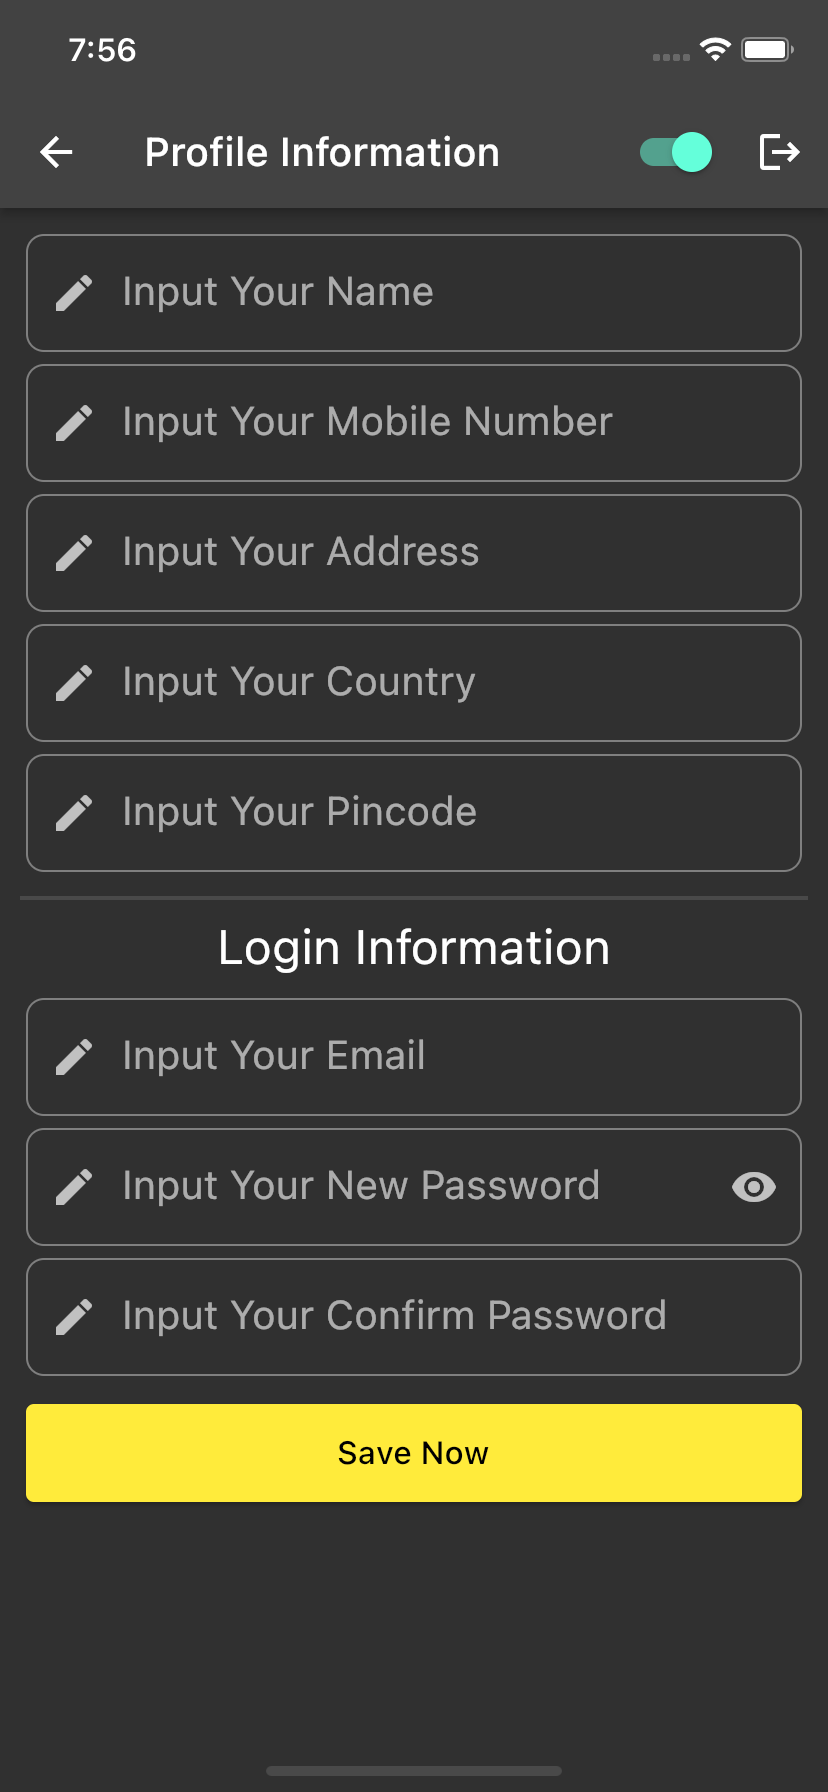 7:56
Profile Information
Input Your Name
Input Your Mobile Number
Input Your Address
Input Your Country
Input Your Pincode
Login Information
Input Your Email
Input Your New Password
Input Your Confirm Password
Save Now